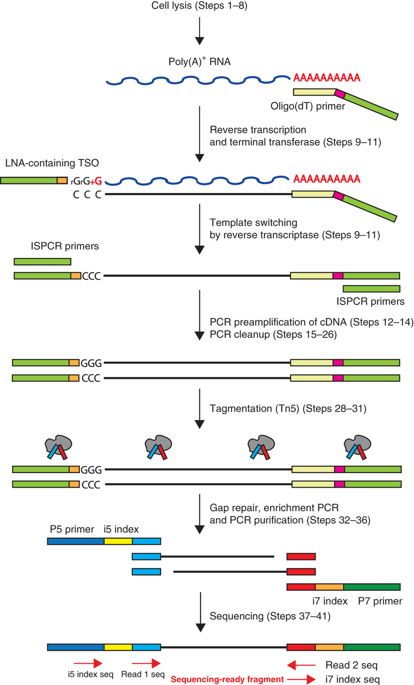 Cell lysis (Steps 1–8)
Poly(A)+ RNA
AAAAAAAAAA
Oligo(dT) primer
Reverse transcription
and terminal transferase (Steps 9–11)
LNA-containing TSO
rGrG+G
AAAAAAAAAA
C C C
Template switching
by reverse transcriptase (Steps 9–11)
ISPCR primers
CCC
ISPCR primers
PCR preamplification of cDNA (Steps 12–14)
PCR cleanup (Steps 15–26)
GGG
CCC
Tagmentation (Tn5) (Steps 28–31)
GGG
CCC
Gap repair, enrichment PCR
and PCR purification (Steps 32–36)
P5 primer i5 index
i7 index P7 primer
Sequencing (Steps 37–41)
i5 index seq Read 1 seq
Read 2 seq
Sequencing-ready fragment
i7 index seq